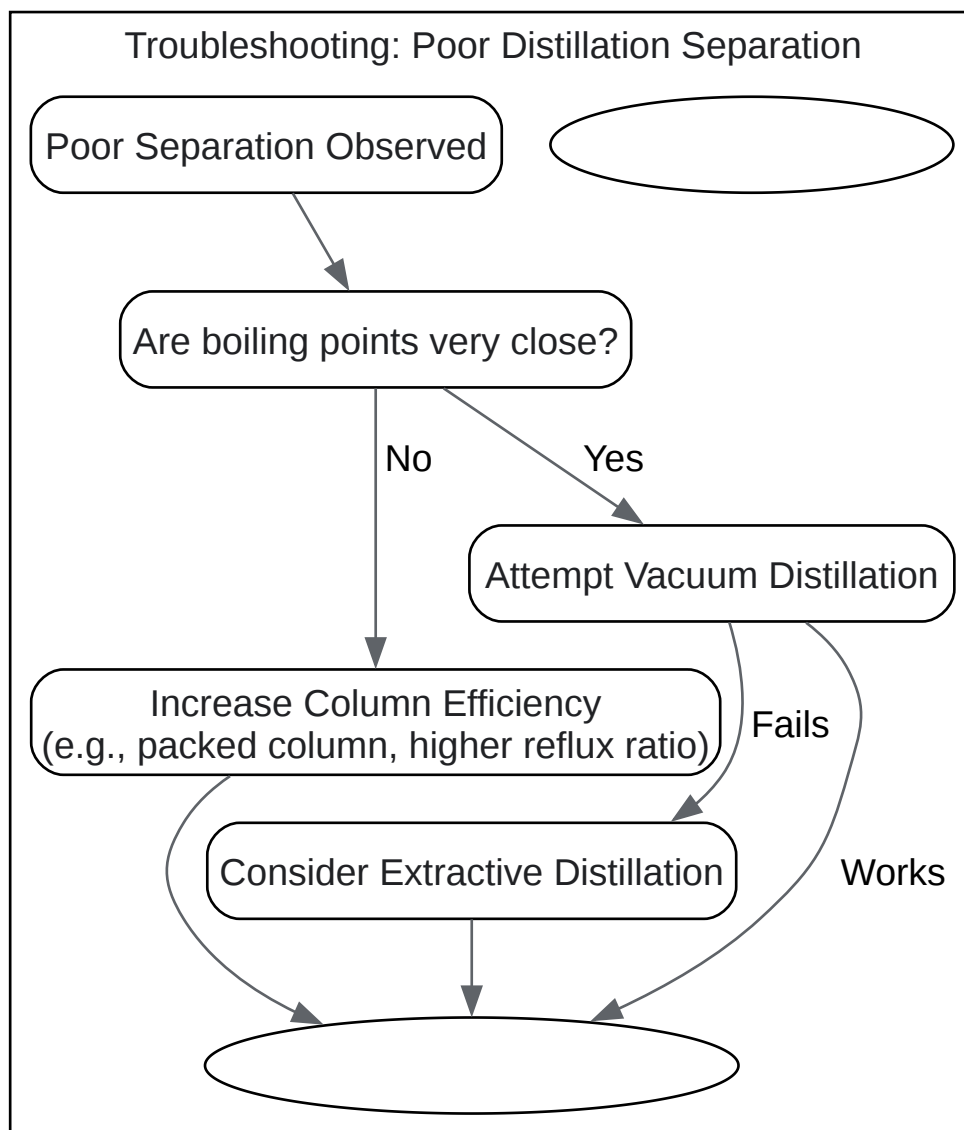 Troubleshooting: Poor Distillation Separation
Poor Separation Observed
Are boiling points very close?
No
Yes
Attempt Vacuum Distillation
Increase Column Efficiency
(e.g., packed column, higher reflux ratio)
Fails
Consider Extractive Distillation
Works